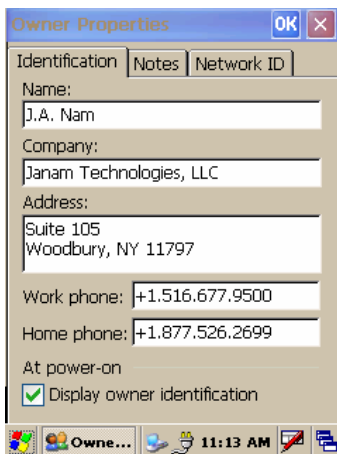 Owner Properties OK
Identification Notes Network ID
Name:
J.A. Nam
Company:
Janam Technologies, LLC
Address:
Suite 105
Woodbury, NY 11797
Work phone: +1.516.677.9500
Home phone: +1.877.526.2699
At power-on
Display owner identification
Owne... 11:13 AM